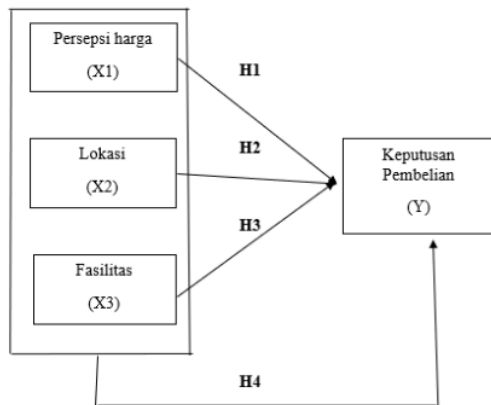 Persepsi harga
(X1)
H1
Lokasi
(X2)
H2
Keputusan
Pembelian
(Y)
H3
Fasilitas
(X3)
H4